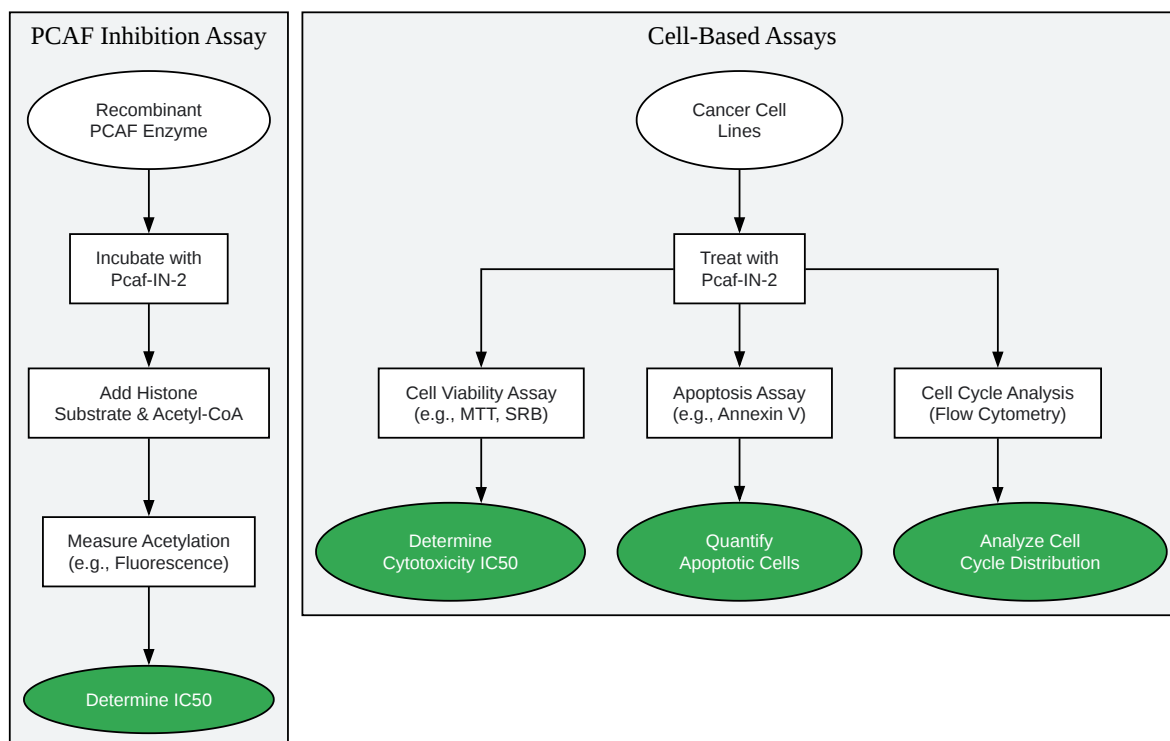 PCAF Inhibition Assay
Recombinant
PCAF Enzyme
Incubate with
Pcaf-IN-2
Add Histone
Substrate & Acetyl-CoA
Measure Acetylation
(e.g., Fluorescence)
Determine IC50
Cell-Based Assays
Cancer Cell
Lines
Treat with
Pcaf-IN-2
Cell Viability Assay
(e.g., MTT, SRB)
Apoptosis Assay
(e.g., Annexin V)
Cell Cycle Analysis
(Flow Cytometry)
Determine
Cytotoxicity IC50
Quantify
Apoptotic Cells
Analyze Cell
Cycle Distribution